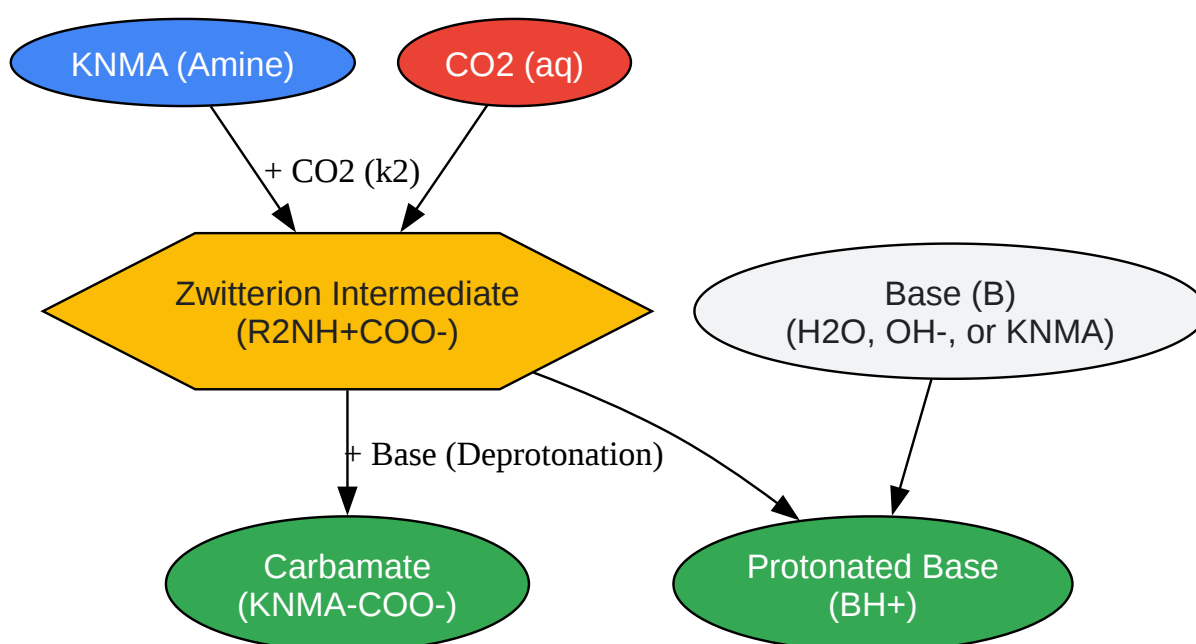 KNMA (Amine)
CO2 (aq)
+ CO2 (k2)
Zwitterion Intermediate
(R2NH+COO-)
Base (B)
(H2O, OH-, or KNMA)
+ Base (Deprotonation)
Carbamate
(KNMA-COO-)
Protonated Base
(BH+)